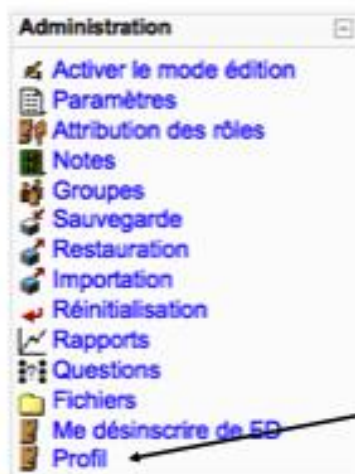 Administration
Activer le mode édition
Paramètres
Attribution des rôles
Notes
Groupes
Sauvegarde
Restauration
Importation
Réinitialisation
Rapports
Questions
Fichiers
Me désinscrire de ED
Profil